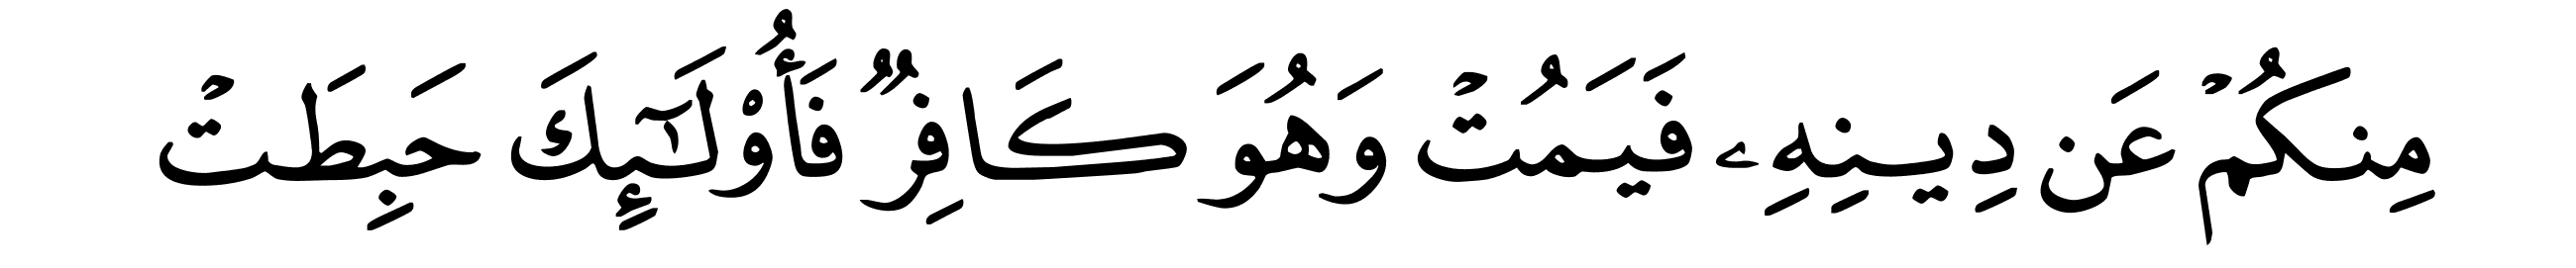 مِنكُمْ عَن دِينِهِۦ فَيَمُتْ وَهُوَ كَافِرٌ فَأُوْلَـٰٓئِكَ حَبِطَتْ